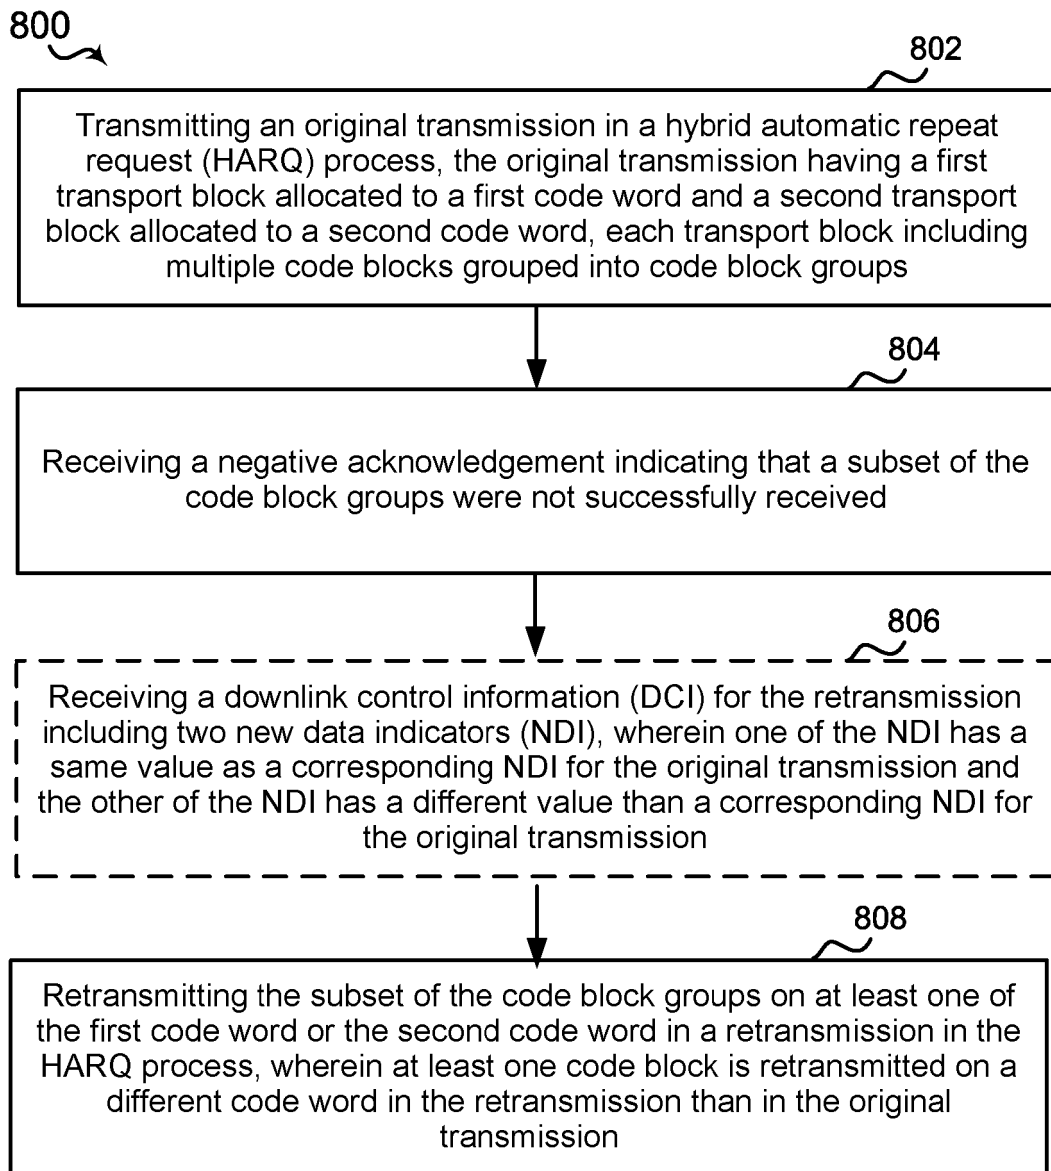 800
802
Transmitting an original transmission in a hybrid automatic repeat
request (HARQ) process, the original transmission having a first
transport block allocated to a first code word and a second transport
block allocated to a second code word, each transport block including
multiple code blocks grouped into code block groups
804
Receiving a negative acknowledgement indicating that a subset of the
code block groups were not successfully received
806
Receiving a downlink control information (DCI) for the retransmission
including two new data indicators (NDI), wherein one of the NDI has a
same value as a corresponding NDI for the original transmission and
the other of the NDI has a different value than a corresponding NDI for
the original transmission
808
Retransmitting the subset of the code block groups on at least one of
the first code word or the second code word in a retransmission in the
HARQ process, wherein at least one code block is retransmitted on a
different code word in the retransmission than in the original
transmission